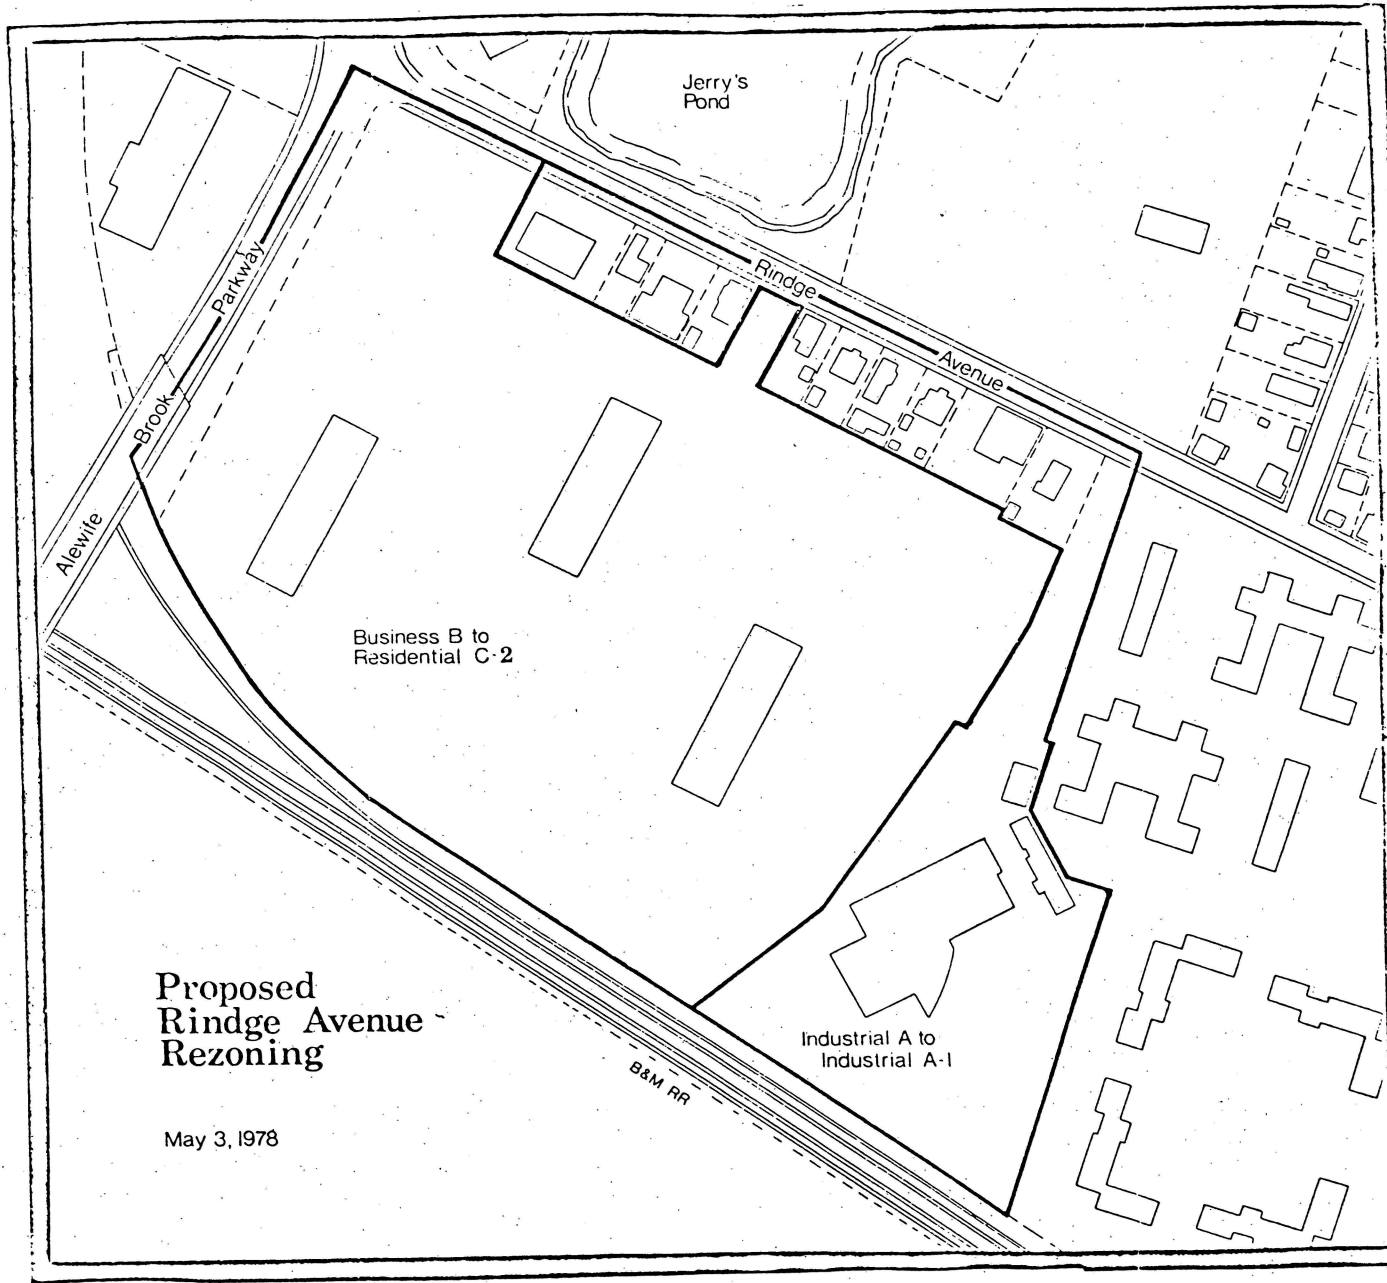 Jerry's
Pond
Rindge
Avenue
Parkway
Brook
Alewife
Business B to
Residential C-2
Proposed
Rindge Avenue
Rezoning
May 3, 1978
Industrial A to
Industrial A-1
B&M RR